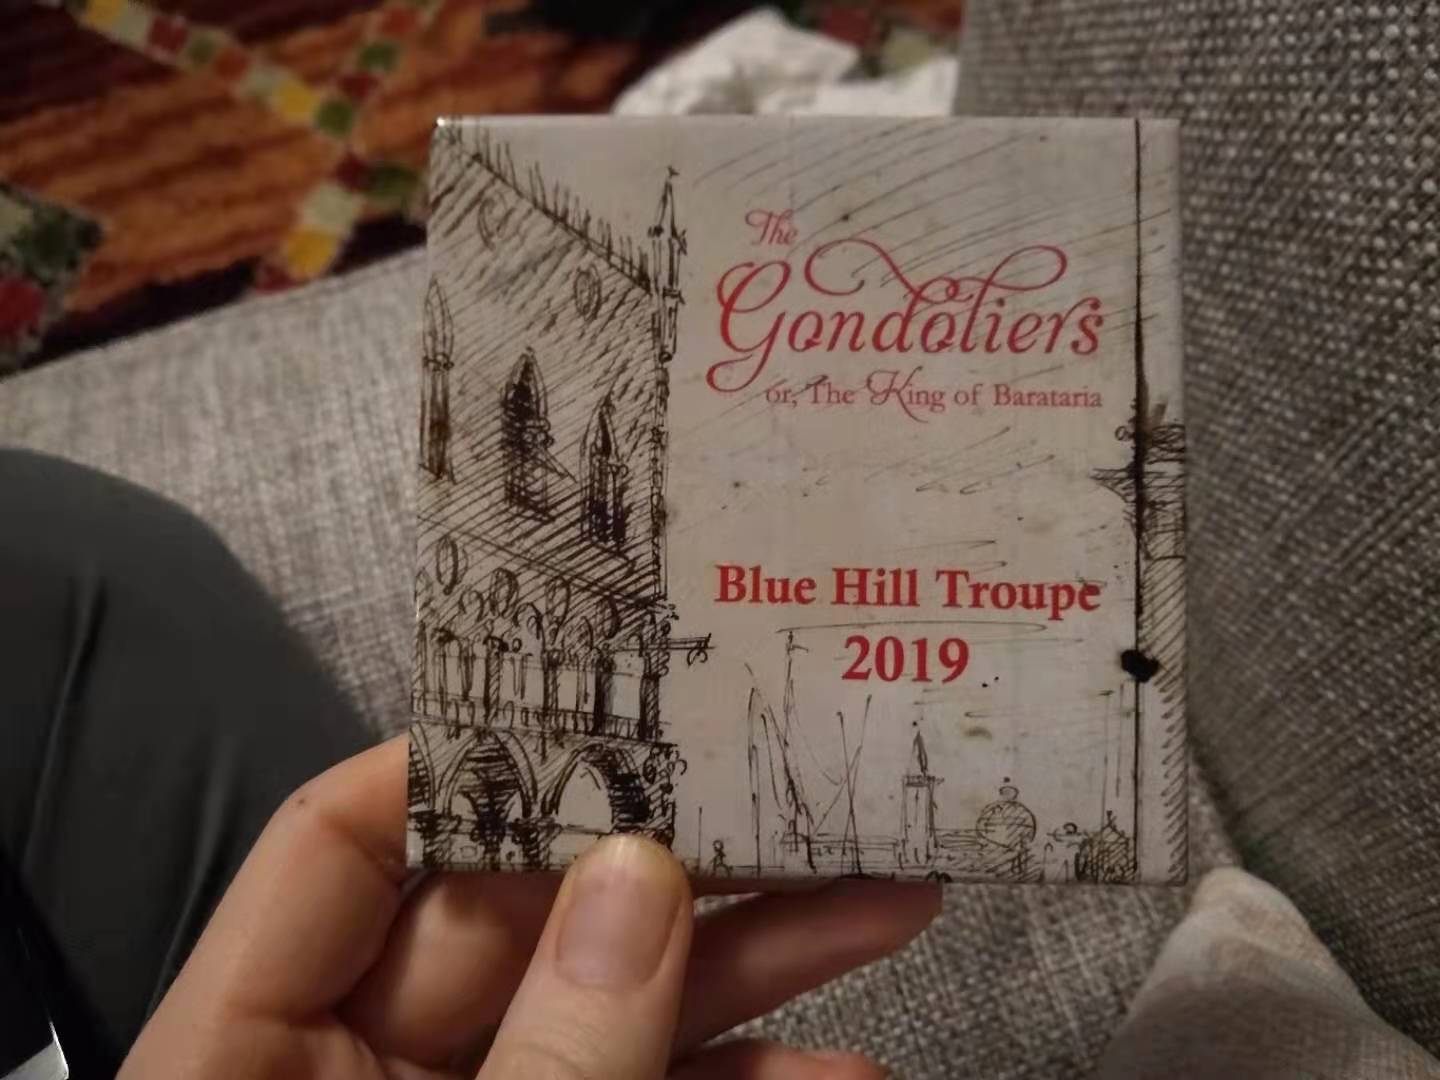 The
Gondoliers
or, The King of Barataria
Blue Hill Troupe
2019